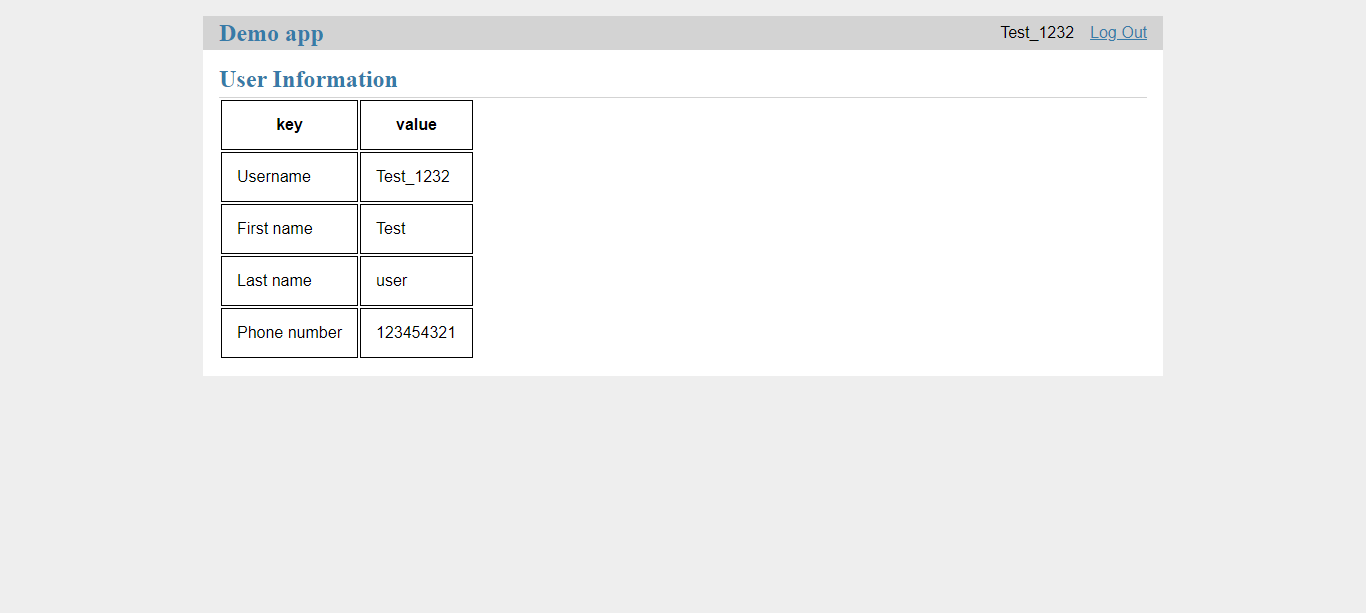 Demo app Test_1232 Log Out
User Information
key value
Username Test_1232
First name Test
Last name user
Phone number 123454321